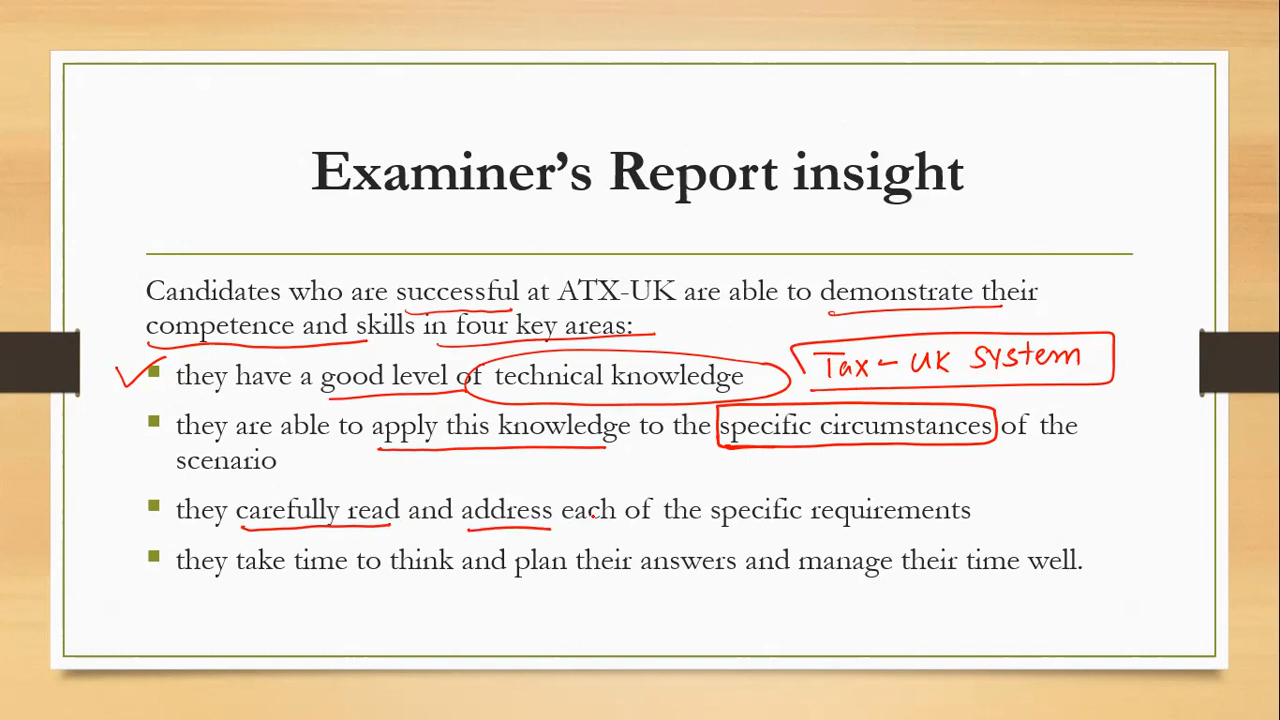 Examiner's Report insight
Candidates who are successful at ATX-UK are able to demonstrate their
competence and skills in four key areas:
Tax - UK System
they have a good level of technical knowledge
they are able to apply this knowledge to the specific circumstances of the
scenario
they carefully read and address each of the specific requirements
they take time to think and plan their answers and manage their time well.